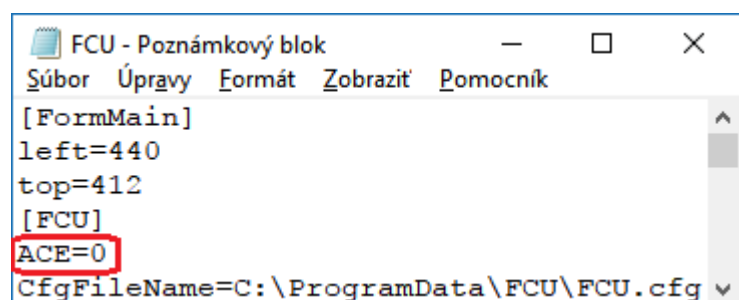 FCU - Poznámkový blok
Súbor Úpravy Formát Zobraziť Pomocník
[FormMain]
left=440
top=412
[FCU]
ACE=0
CfgFileName=C:\ProgramData\FCU\FCU.cfg